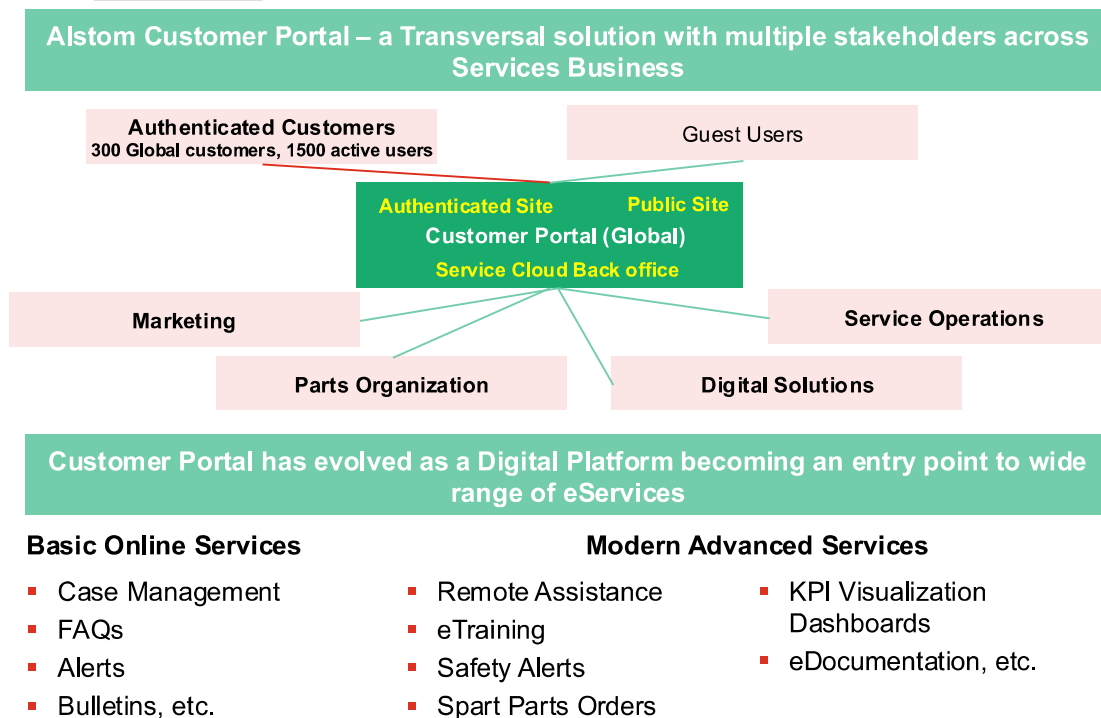 Alstom Customer Portal – a Transversal solution with multiple stakeholders across
Services Business
Authenticated Customers
300 Global customers, 1500 active users
Guest Users
Authenticated Site
Public Site
Customer Portal (Global)
Service Cloud Back office
Marketing
Service Operations
Parts Organization
Digital Solutions
Customer Portal has evolved as a Digital Platform becoming an entry point to wide
range of eServices
Basic Online Services
▪ Case Management
▪ FAQs
▪ Alerts
▪ Bulletins, etc.
Modern Advanced Services
▪ Remote Assistance
▪ eTraining
▪ Safety Alerts
▪ Spart Parts Orders
▪ KPI Visualization
Dashboards
▪ eDocumentation, etc.